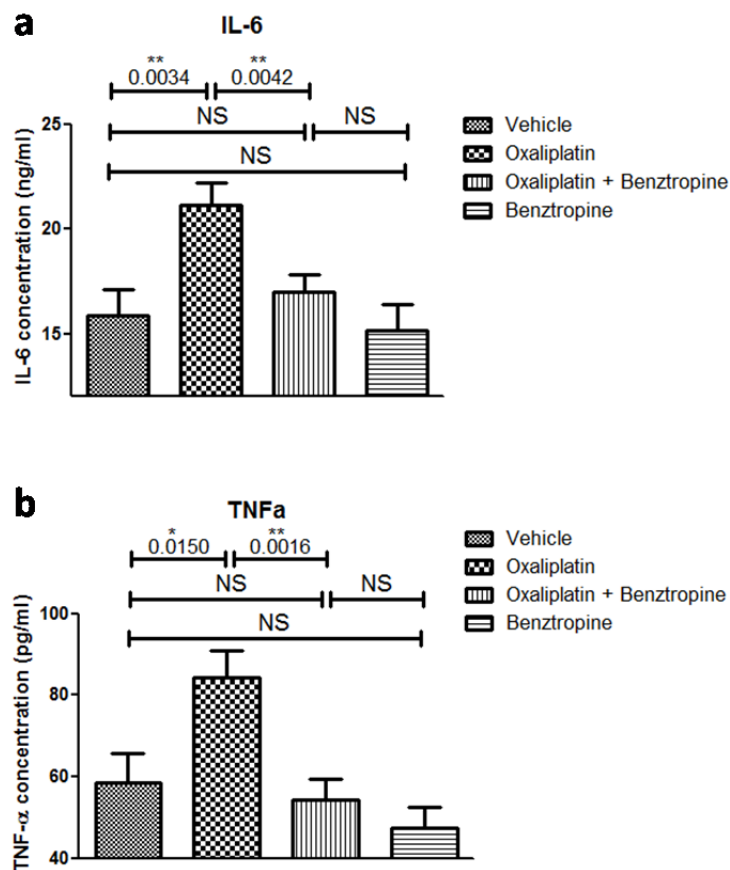 a
IL-6
**
0.0034
**
0.0042
NS
NS
NS
IL-6 concentration (ng/ml)
25
20
15
Vehicle
Oxaliplatin
Oxaliplatin + Benztropine
Benztropine
b
TNFa
*
0.0150
**
0.0016
NS
NS
NS
TNF-α concentration (pg/ml)
100
80
60
40
Vehicle
Oxaliplatin
Oxaliplatin + Benztropine
Benztropine